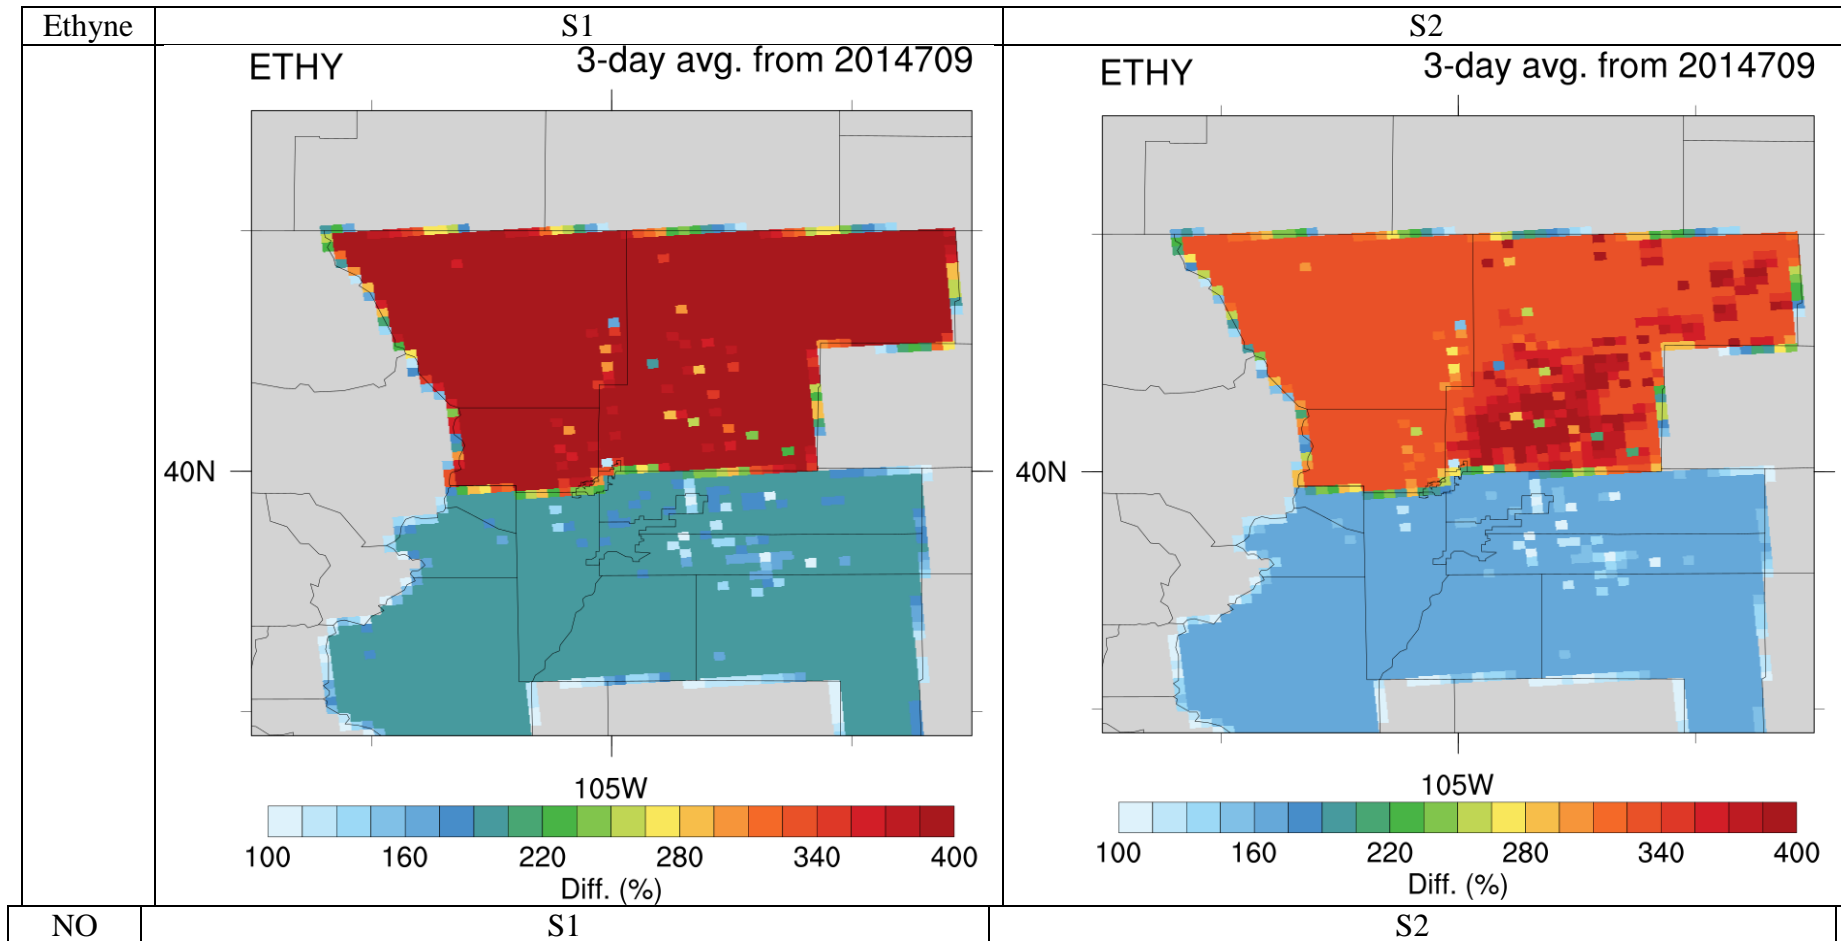 Ethyne S1 S2
ETHY 3-day avg. from 2014709
ETHY 3-day avg. from 2014709
40N
40N
105W
105W
100 160 220 280 340 400
100 160 220 280 340 400
Diff. (%)
Diff. (%)
NO S1 S2